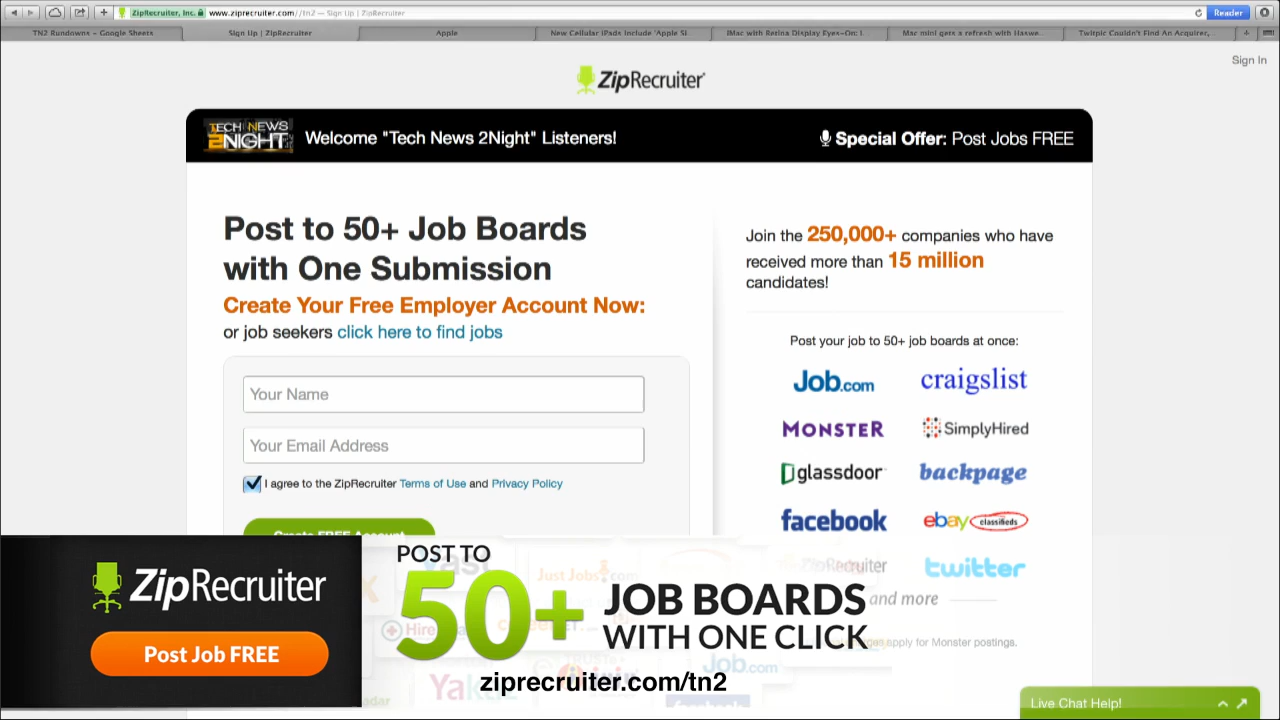 ZipRecruiter, Inc. www.ziprecruiter.com//tn2 — Sign Up | ZipRecruiter
Reader
TN2 Rundowns – Google Sheets
Sign Up | ZipRecruiter
Apple
New Cellular iPads Include 'Apple SI...
iMac with Retina Display Eyes-On: I...
Mac mini gets a refresh with Haswe...
Twitpic Couldn't Find An Acquirer,...
Sign In
ZipRecruiter
TECH NEWS
2NIGHT
Welcome "Tech News 2Night" Listeners!
Special Offer: Post Jobs FREE
Post to 50+ Job Boards
with One Submission
Create Your Free Employer Account Now:
or job seekers click here to find jobs
Your Name
Your Email Address
I agree to the ZipRecruiter Terms of Use and Privacy Policy
Create FREE Account
Join the 250,000+ companies who have
received more than 15 million
candidates!
Post your job to 50+ job boards at once:
Job.com craigslist
MONSTER SimplyHired
glassdoor backpage
facebook ebay classifieds
ZipRecruiter twitter
and more
apply for Monster postings.
ZipRecruiter
Post Job FREE
POST TO
50+ JOB BOARDS
WITH ONE CLICK
ziprecruiter.com/tn2
Just Jobs.com
Job.com
Live Chat Help!